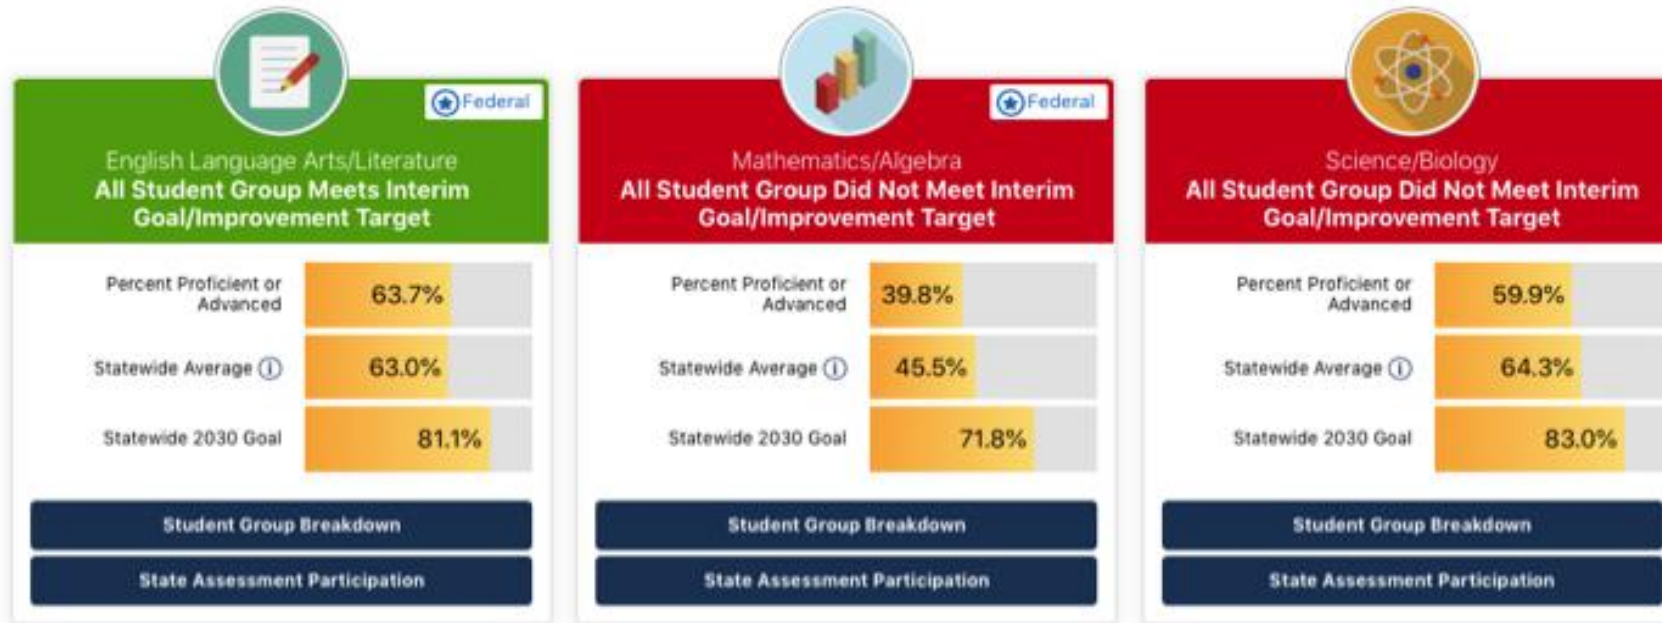 Federal
English Language Arts/Literature
All Student Group Meets Interim
Goal/Improvement Target
Percent Proficient or
Advanced
63.7%
Statewide Average
63.0%
Statewide 2030 Goal
81.1%
Student Group Breakdown
State Assessment Participation
Federal
Mathematics/Algebra
All Student Group Did Not Meet Interim
Goal/Improvement Target
Percent Proficient or
Advanced
39.8%
Statewide Average
45.5%
Statewide 2030 Goal
71.8%
Student Group Breakdown
State Assessment Participation
Science/Biology
All Student Group Did Not Meet Interim
Goal/Improvement Target
Percent Proficient or
Advanced
59.9%
Statewide Average
64.3%
Statewide 2030 Goal
83.0%
Student Group Breakdown
State Assessment Participation